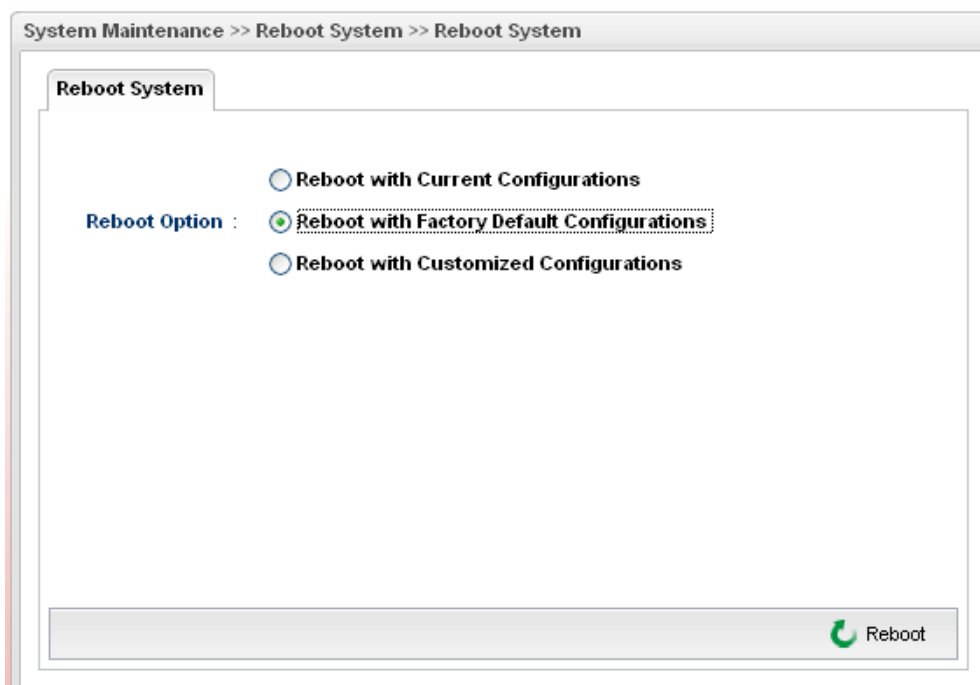 System Maintenance >> Reboot System >> Reboot System
Reboot System
Reboot with Current Configurations
Reboot Option : Reboot with Factory Default Configurations
Reboot with Customized Configurations
Reboot